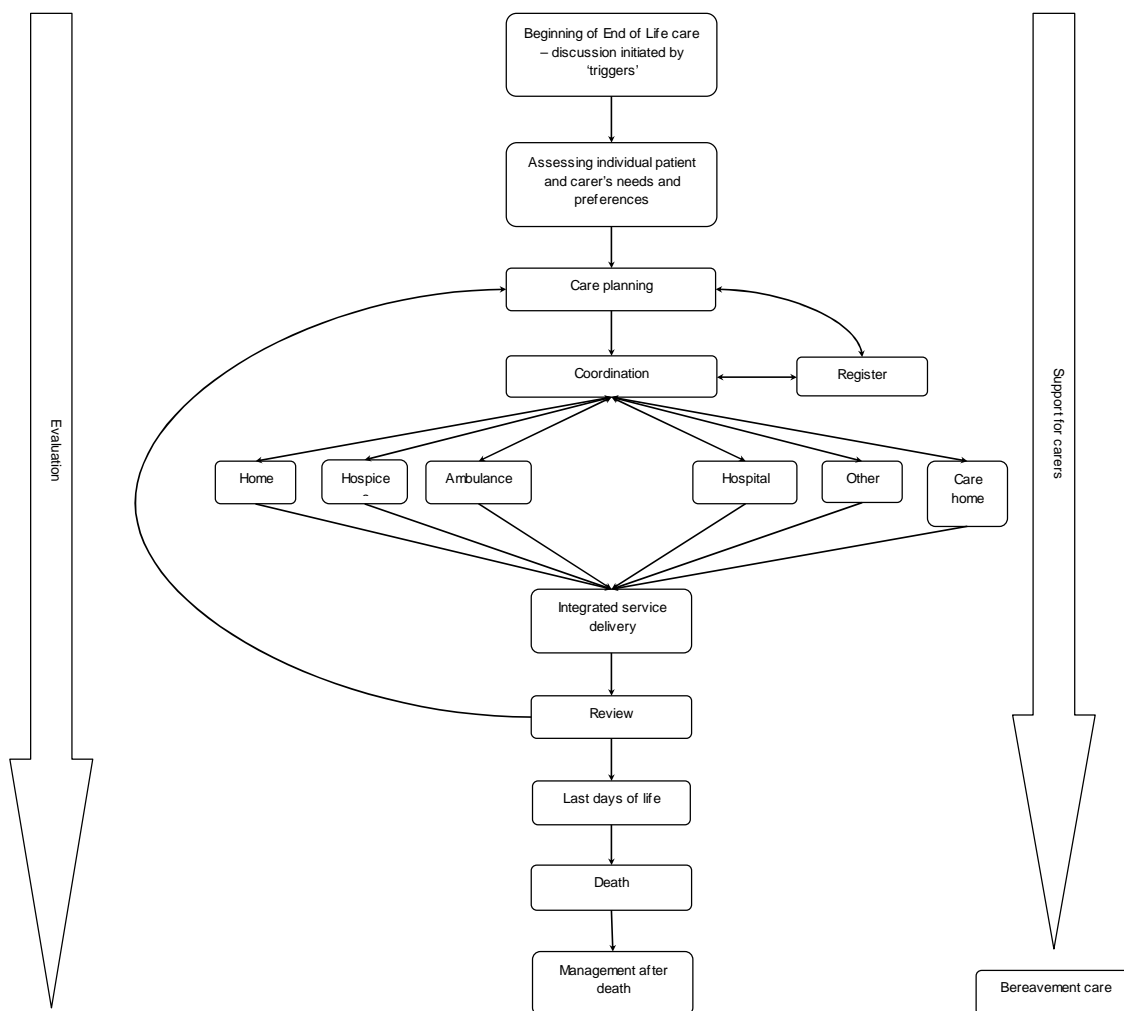 Beginning of End of Life care
– discussion initiated by
‘triggers’
Assessing individual patient
and carer’s needs and
preferences
Care planning
Coordination
Register
Evaluation
Support for carers
Home
Hospice
Ambulance
Hospital
Other
Care
home
Integrated service
delivery
Review
Last days of life
Death
Management after
death
Bereavement care